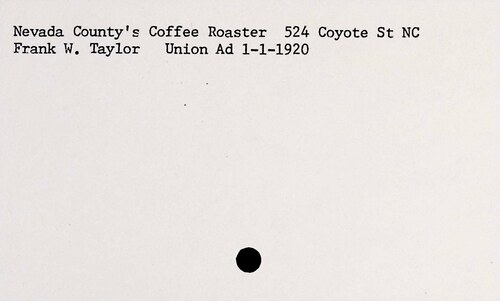 Nevada County's Coffee Roaster  524 Coyote St NC
Frank W. Taylor   Union Ad 1-1-1920